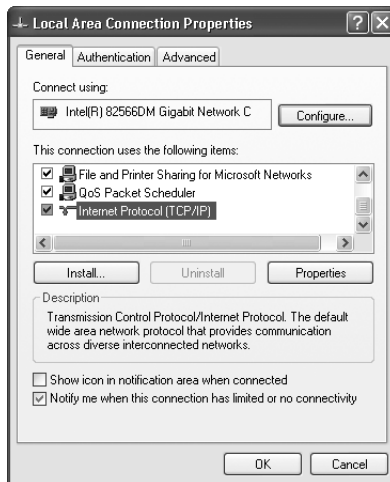 Local Area Connection Properties
General Authentication Advanced
Connect using:
Intel(R) 82566DM Gigabit Network C Configure...
This connection uses the following items:
File and Printer Sharing for Microsoft Networks
QoS Packet Scheduler
Internet Protocol (TCP/IP)
Install... Uninstall Properties
Description
Transmission Control Protocol/Internet Protocol. The default
wide area network protocol that provides communication
across diverse interconnected networks.
Show icon in notification area when connected
Notify me when this connection has limited or no connectivity
OK Cancel